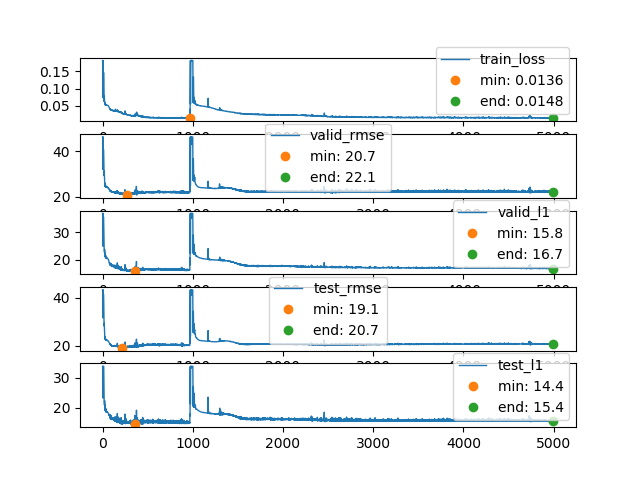 train_loss
min: 0.0136
end: 0.0148
0.15
0.10
0.05
valid_rmse
min: 20.7
end: 22.1
40
20
valid_l1
min: 15.8
end: 16.7
30
20
test_rmse
min: 19.1
end: 20.7
40
20
test_l1
min: 14.4
end: 15.4
30
20
0 1000 2000 3000 4000 5000